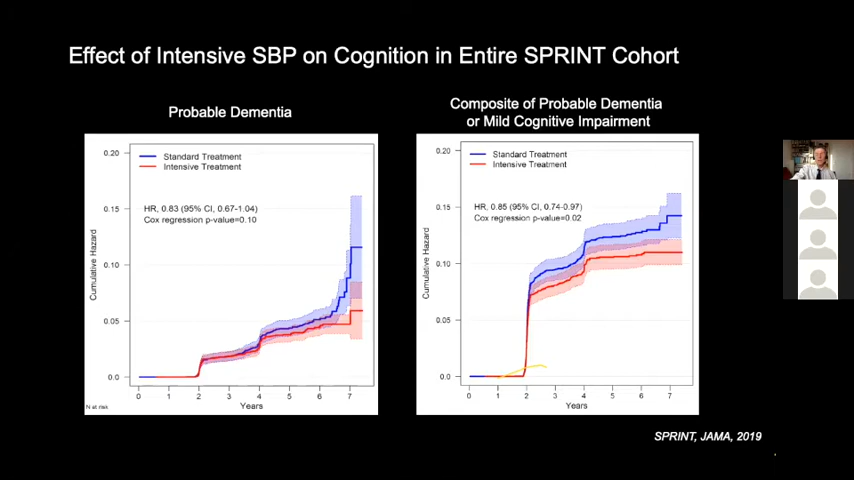 Effect of Intensive SBP on Cognition in Entire SPRINT Cohort
Probable Dementia
0.20
0.15
0.10
0.05
0.0
Cumulative Hazard
Standard Treatment
Intensive Treatment
HR, 0.83 (95% CI, 0.67-1.04)
Cox regression p-value=0.10
0 1 2 3 4 5 6 7
Years
N at risk
Composite of Probable Dementia
or Mild Cognitive Impairment
0.20
0.15
0.10
0.05
0.0
Cumulative Hazard
Standard Treatment
Intensive Treatment
HR, 0.85 (95% CI, 0.74-0.97)
Cox regression p-value=0.02
0 1 2 3 4 5 6 7
Years
SPRINT, JAMA, 2019